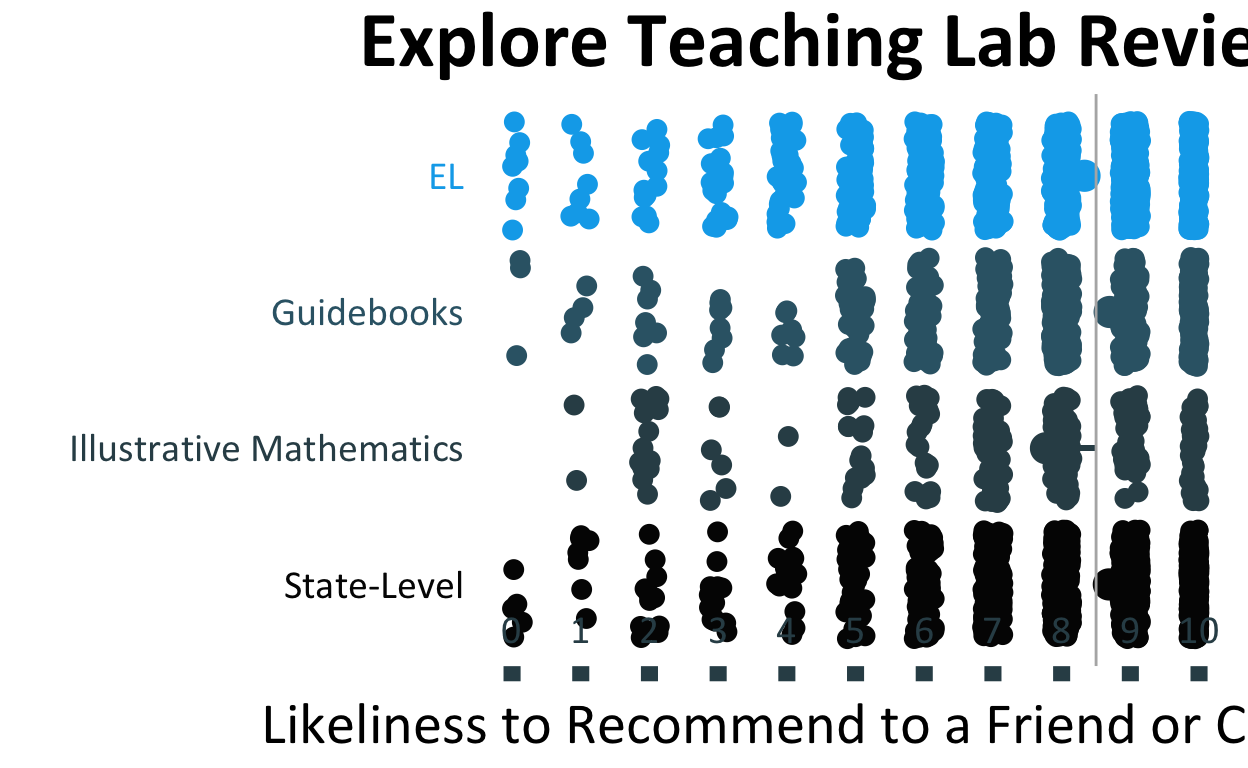 Explore Teaching Lab Revie
EL
Guidebooks
Illustrative Mathematics
State-Level
0 1 2 3 4 5 6 7 8 9 10
Likeliness to Recommend to a Friend or C